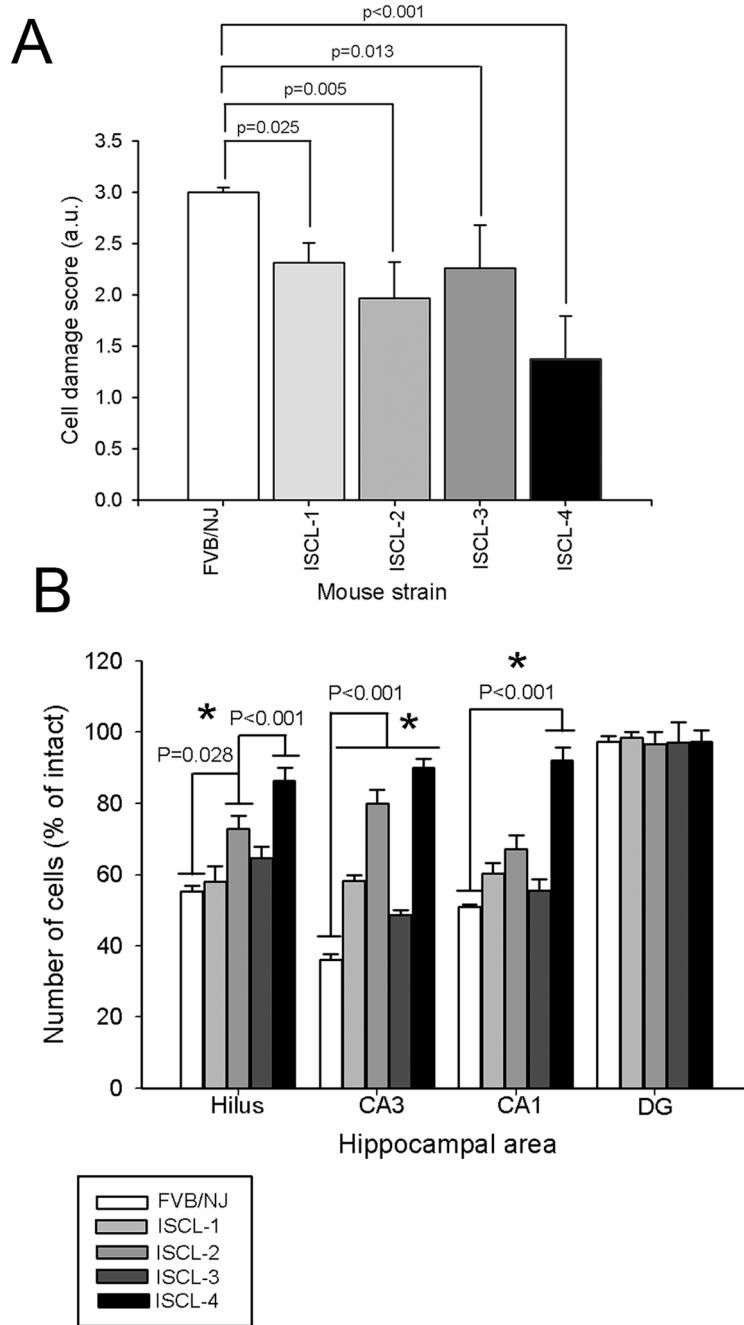 A
p<0.001
p=0.013
p=0.005
p=0.025
Cell damage score (a.u.)
3.5
3.0
2.5
2.0
1.5
1.0
0.5
0.0
FVB/NJ
ISCL-1
ISCL-2
ISCL-3
ISCL-4
Mouse strain
B
Number of cells (% of intact)
120
100
80
60
40
20
0
*
P<0.001
P=0.028
P<0.001
*
*
P<0.001
Hilus CA3 CA1 DG
Hippocampal area
FVB/NJ
ISCL-1
ISCL-2
ISCL-3
ISCL-4